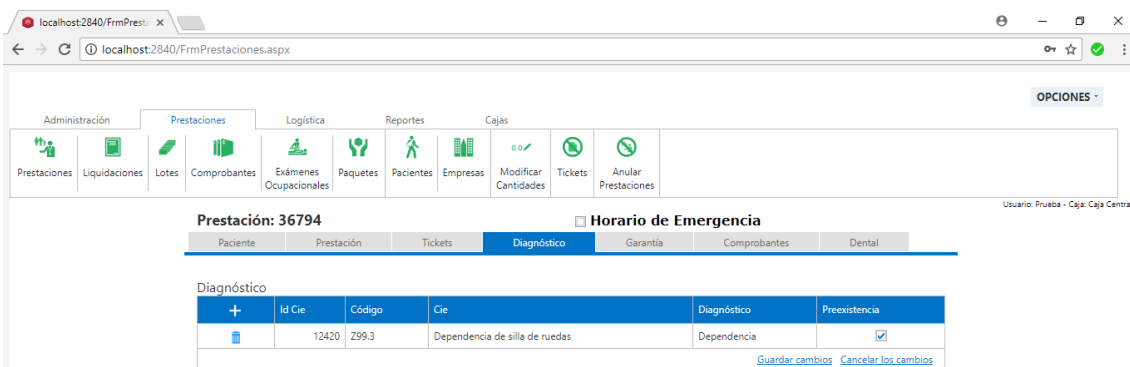 localhost:2840/FrmPresta
localhost:2840/FrmPrestaciones.aspx
OPCIONES
Administración Prestaciones Logística Reportes Cajas
0.0
Prestaciones Liquidaciones Lotes Comprobantes Exámenes Ocupacionales Paquetes Pacientes Empresas Modificar Cantidades Tickets Anular Prestaciones
Usuario: Prueba - Caja: Caja Centra
Prestación: 36794 Horario de Emergencia
Paciente Prestación Tickets Diagnóstico Garantía Comprobantes Dental
Diagnóstico
+ Id Cie Código Cie Diagnóstico Preexistencia
12420 Z99.3 Dependencia de silla de ruedas Dependencia
Guardar cambios Cancelar los cambios